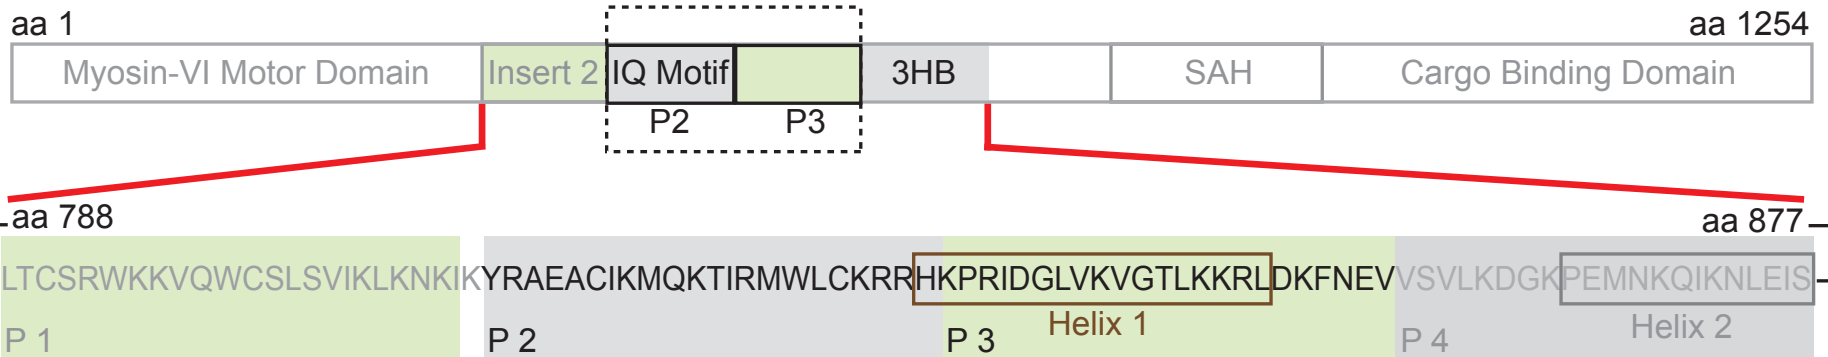 aa 1 aa 1254
Myosin-VI Motor Domain Insert 2 IQ Motif 3HB SAH Cargo Binding Domain
P2 P3
aa 788 aa 877
LTCSRWKKVQWCSLSVIKLKNKIKYRAEACIKMQKTIRMWLCKRRHKPRIDGLVKVGTLKKRLDKFNEVVSVLKDGKPEMNKQIKNLEIS
P 1 P 2 P 3 Helix 1 P 4 Helix 2